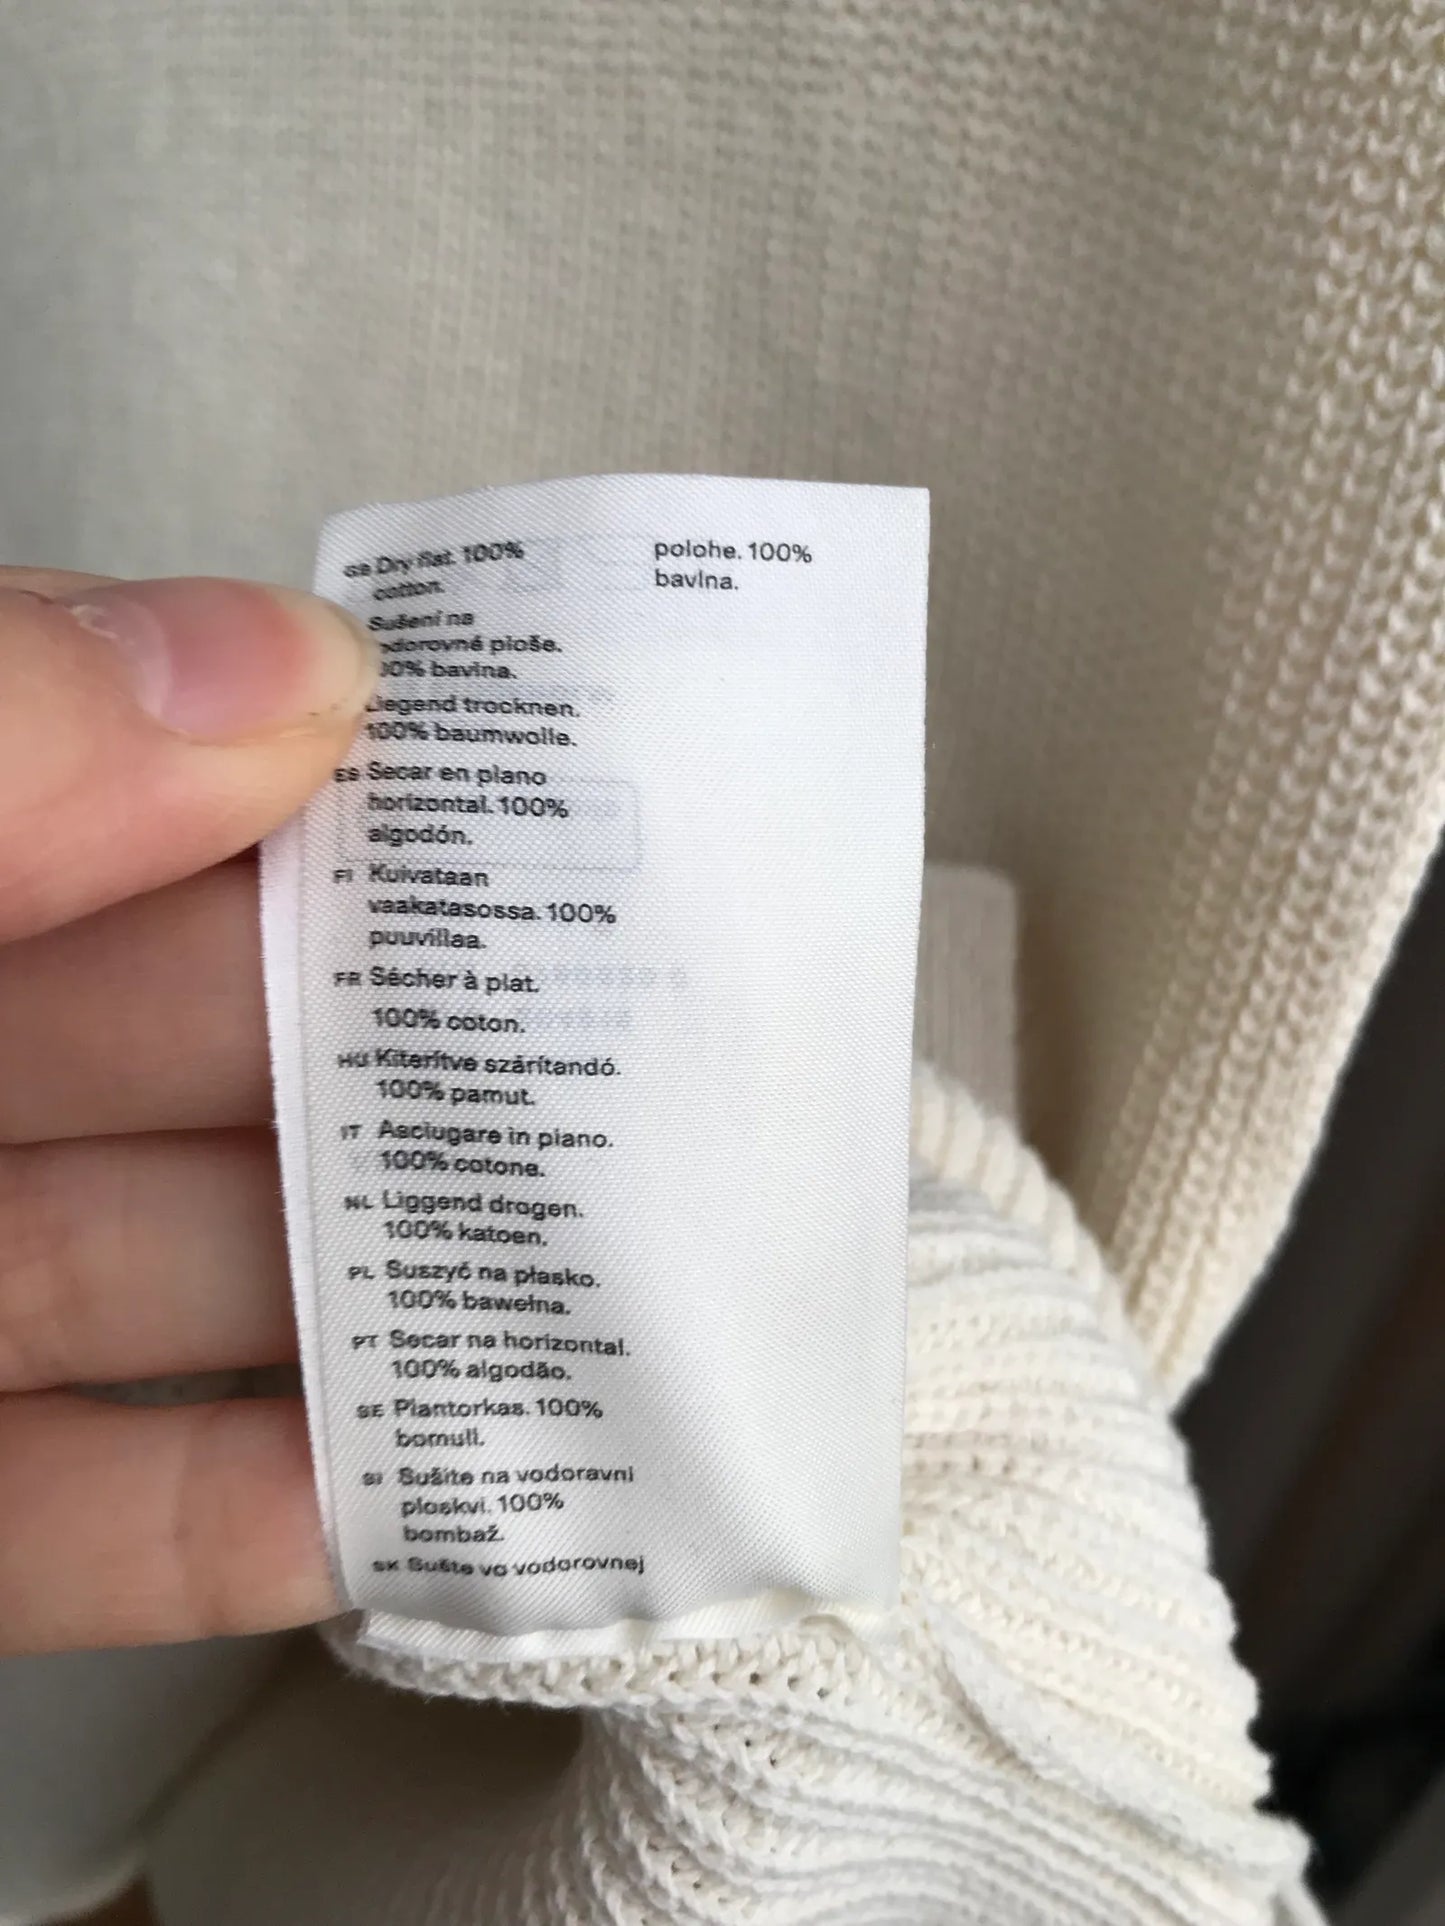 GB Dry flat. 100%
cotton.
Sušení na
ploše.
bavlna.
Liegend trocknen.
100% baumwolle.
ES Secar en plano
horizontal. 100%
algodón.
FI Kuivataan
vaakatasossa. 100%
puuvillaa.
FR Sécher à plat.
100% coton.
HU Kiterítve szárítandó.
100% pamut.
IT Asciugare in piano.
100% cotone.
NL Liggend drogen.
100% katoen.
PL Suszyć na płasko.
100% bawełna.
PT Secar na horizontal.
100% algodão.
SE Plantorkas. 100%
bomull.
SI Sušite na vodoravni
ploskvi. 100%
bombaž.
SK Sušte vo vodorovnej
polohe. 100%
bavlna.